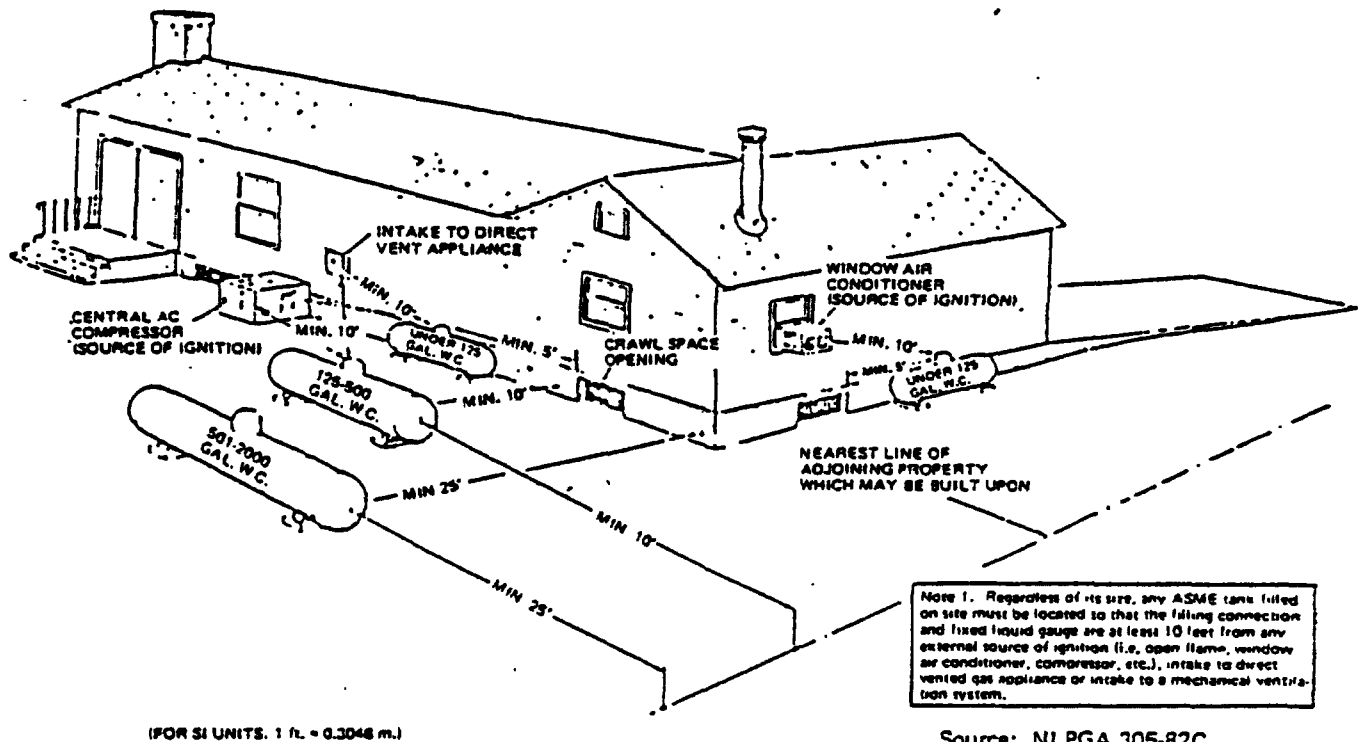 INTAKE TO DIRECT
VENT APPLIANCE
WINDOW AIR
CONDITIONER
(SOURCE OF IGNITION)
CENTRAL AC
COMPRESSOR
(SOURCE OF IGNITION)
MIN. 10'
MIN. 10'
UNDER 125
GAL. W.C.
MIN. 5'
CRAWL SPACE
OPENING
MIN. 10'
MIN. 5'
UNDER 125
GAL. W.C.
125-500
GAL. W.C.
MIN. 10'
501-2000
GAL. W.C.
MIN 25'
NEAREST LINE OF
ADJOINING PROPERTY
WHICH MAY BE BUILT UPON
MIN. 10'
MIN 25'
Note 1. Regardless of its size, any ASME tank filled
on site must be located so that the filling connection
and fixed liquid gauge are at least 10 feet from any
external source of ignition (i.e. open flame, window
air conditioner, compressor, etc.), intake to direct
vented gas appliance or intake to a mechanical ventila-
tion system.
(FOR SI UNITS. 1 ft. = 0.3048 m.)
Source: NLPGA 305-82C